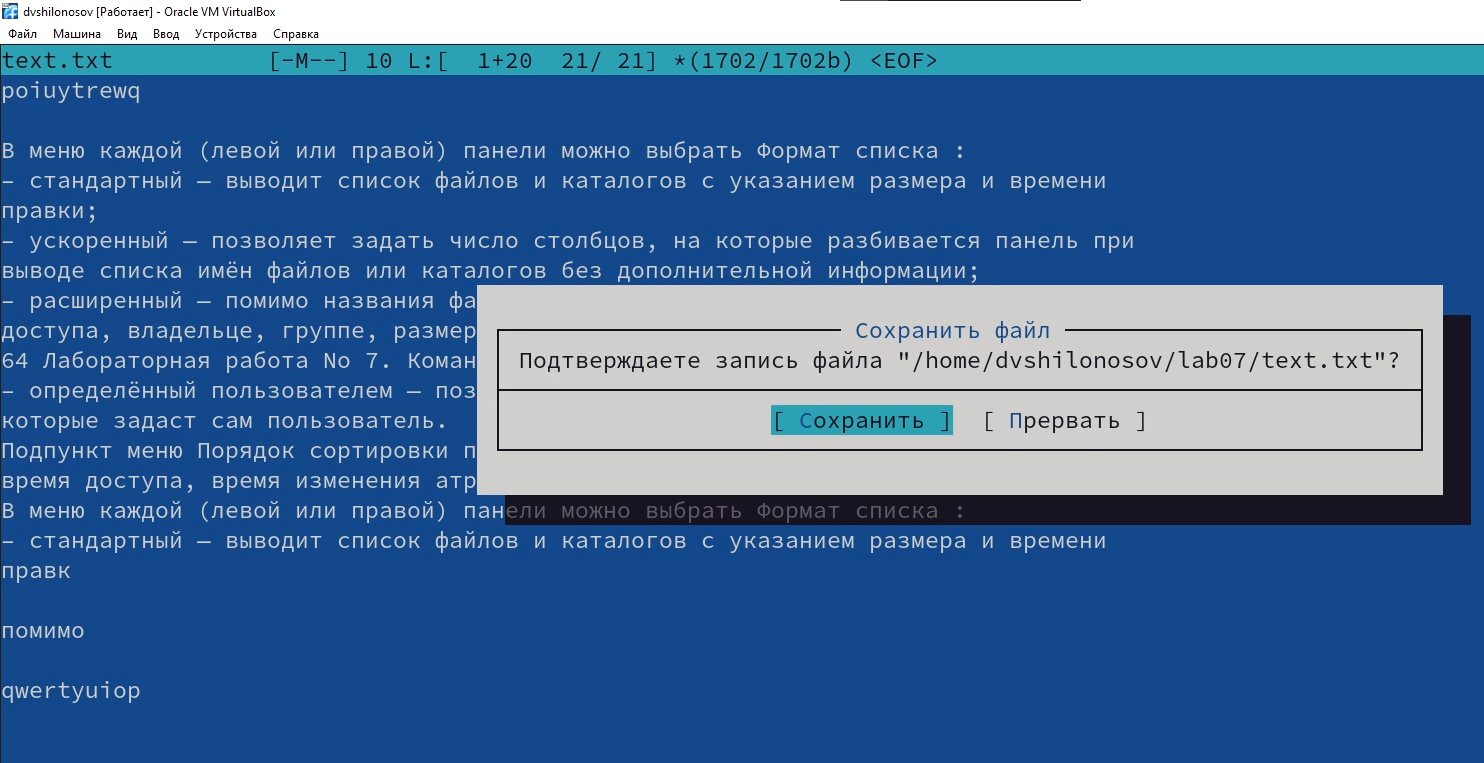 dvshilonosov [Работает] - Oracle VM VirtualBox
Файл Машина Вид Ввод Устройства Справка
text.txt [-M--] 10 L:[ 1+20 21/ 21] *(1702/1702b) <EOF>
poiuytrewq
В меню каждой (левой или правой) панели можно выбрать Формат списка :
– стандартный — выводит список файлов и каталогов с указанием размера и времени
правки;
– ускоренный — позволяет задать число столбцов, на которые разбивается панель при
выводе списка имён файлов или каталогов без дополнительной информации;
– расширенный — помимо названия фа
доступа, владельце, группе, размер
64 Лабораторная работа No 7. Коман
– определённый пользователем — поз
которые задаст сам пользователь.
Подпункт меню Порядок сортировки п
время доступа, время изменения атр
Сохранить файл
Подтверждаете запись файла "/home/dvshilonosov/lab07/text.txt"?
[ Сохранить ] [ Прервать ]
В меню каждой (левой или правой) панели можно выбрать Формат списка :
– стандартный — выводит список файлов и каталогов с указанием размера и времени
правк
помимо
qwertyuiop